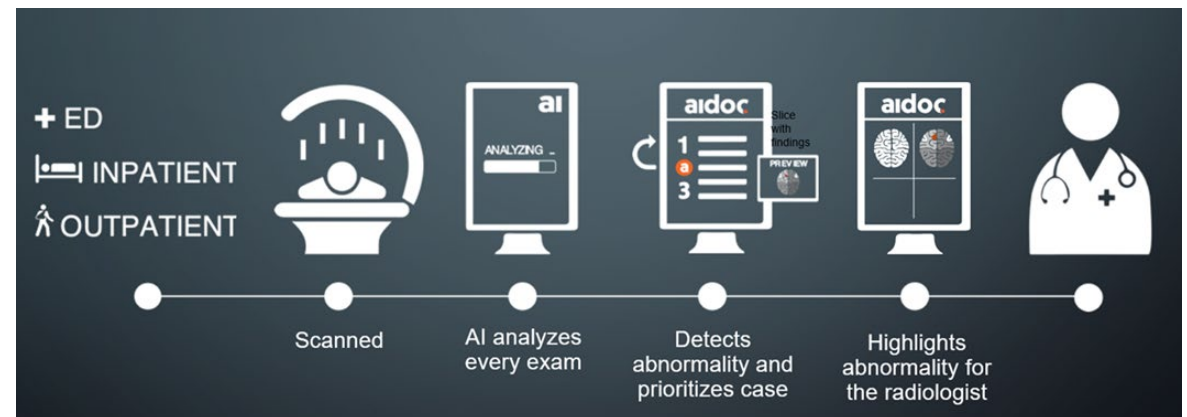 + ED
INPATIENT
OUTPATIENT
ai
ANALYZING _
aidoc
1
a
3
Slice
with
findings
PREVIEW
aidoc
Scanned
AI analyzes
every exam
Detects
abnormality and
prioritizes case
Highlights
abnormality for
the radiologist